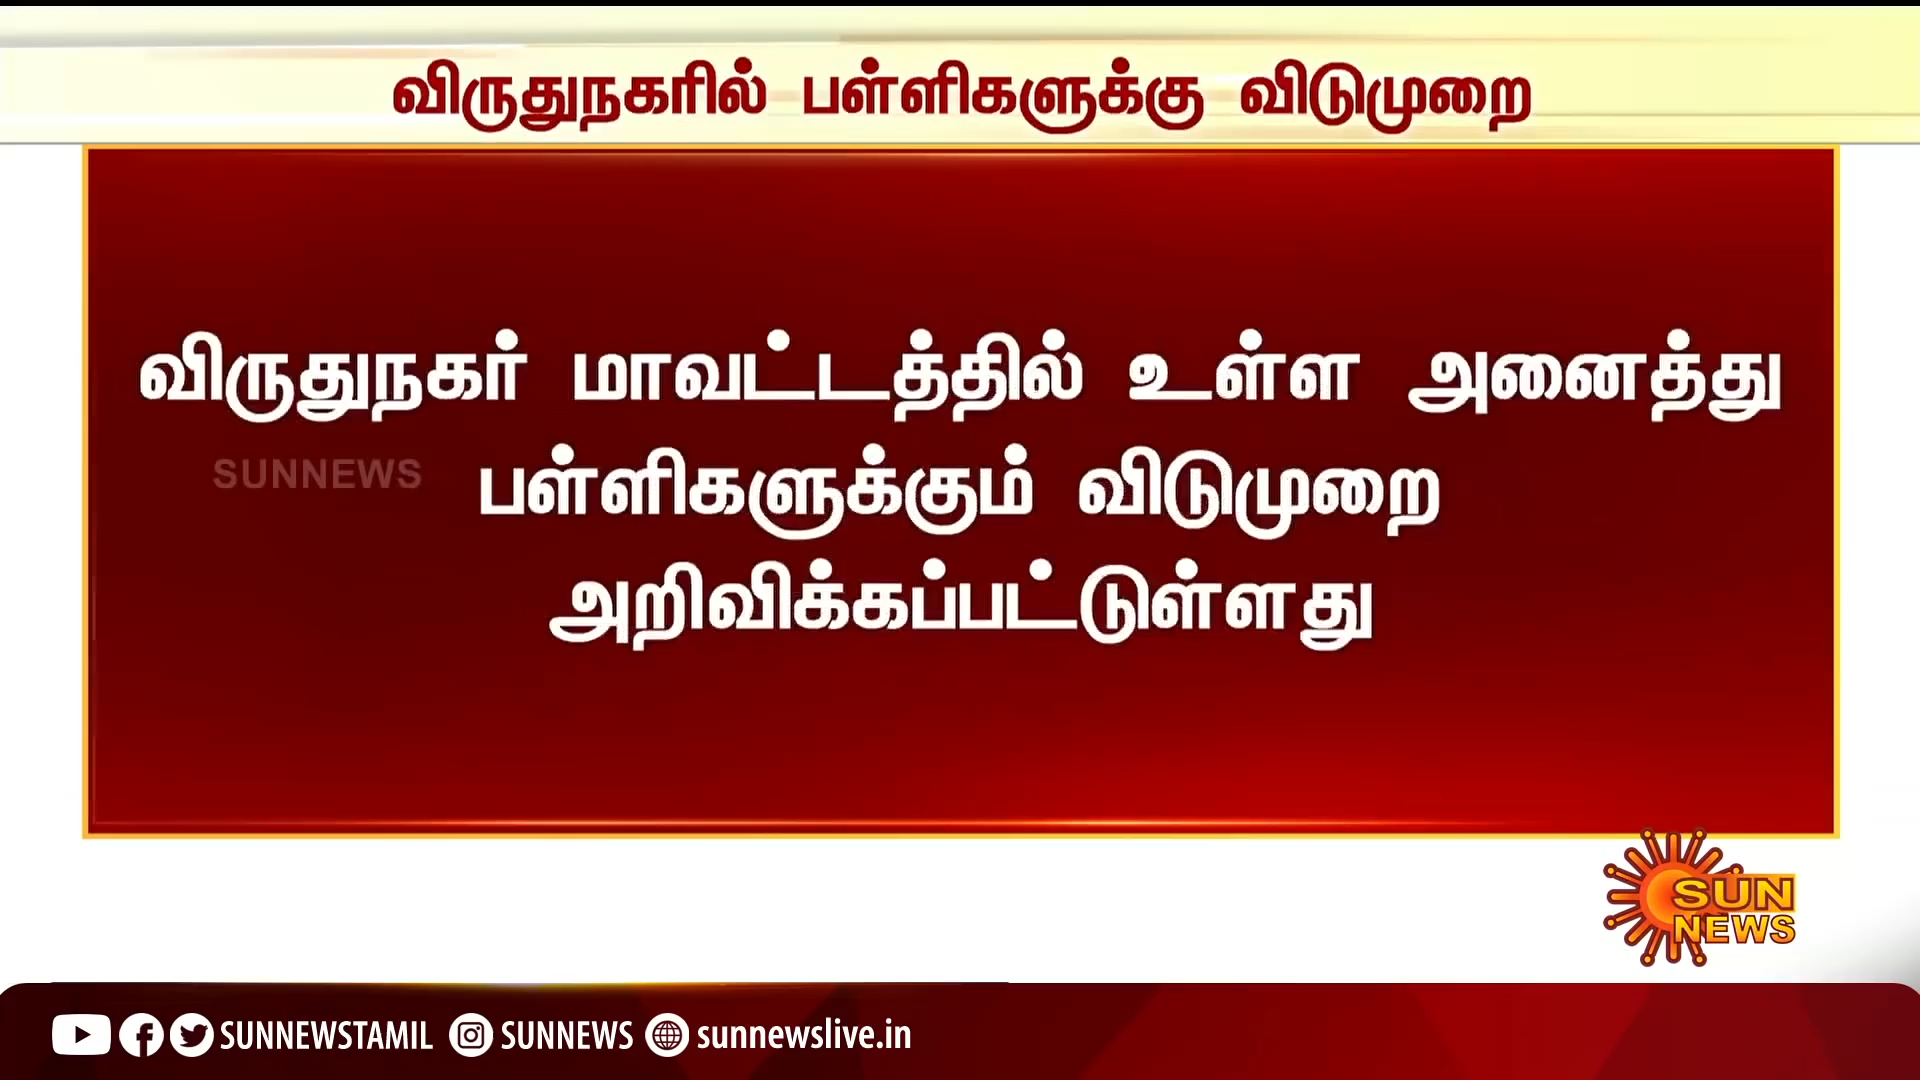 விருதுநகரில் பள்ளிகளுக்கு விடுமுறை
விருதுநகர் மாவட்டத்தில் உள்ள அனைத்து
பள்ளிகளுக்கும் விடுமுறை
அறிவிக்கப்பட்டுள்ளது
SUNNEWS
SUN
NEWS
SUNNEWSTAMIL SUNNEWS sunnewslive.in